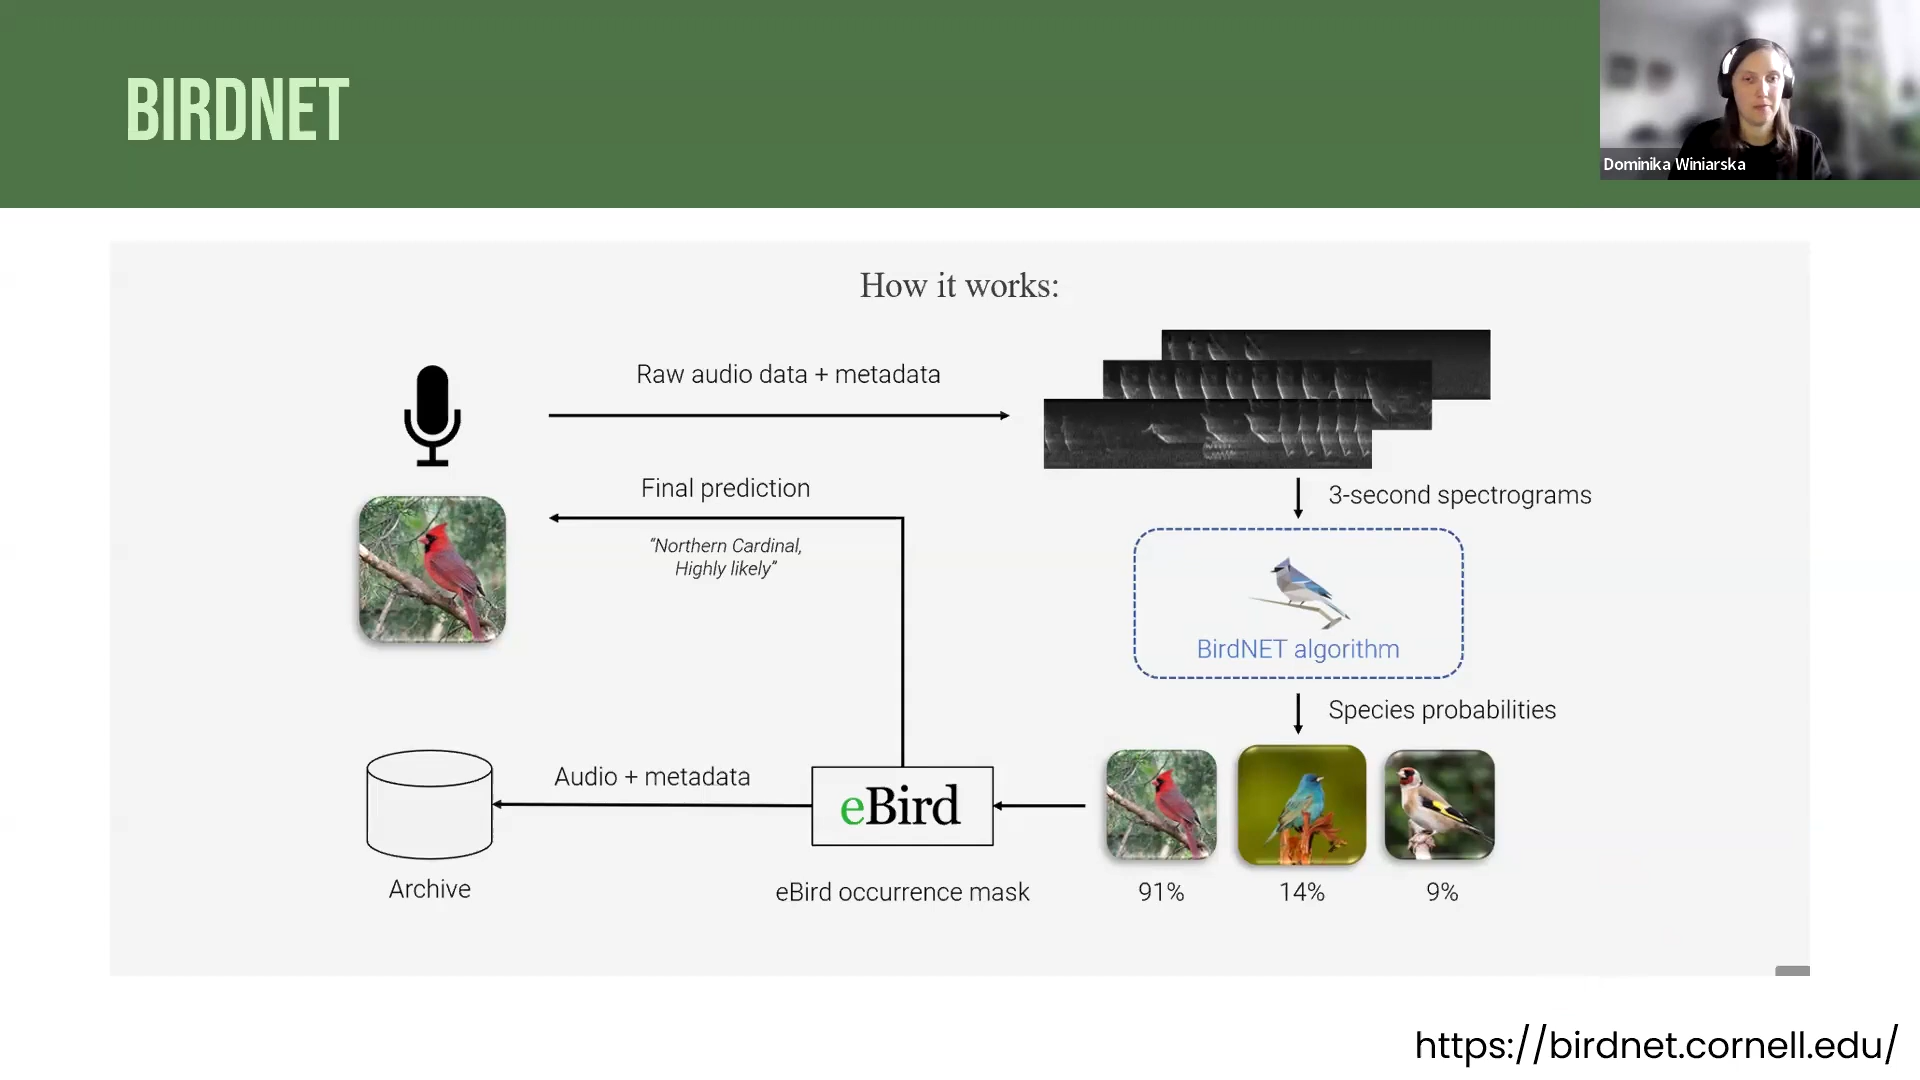 BIRDNET
Dominika Winiarska
How it works:
Raw audio data + metadata
3-second spectrograms
Final prediction
"Northern Cardinal,
Highly likely"
BirdNET algorithm
Species probabilities
Audio + metadata
eBird
Archive
eBird occurrence mask
91%
14%
9%
https://birdnet.cornell.edu/